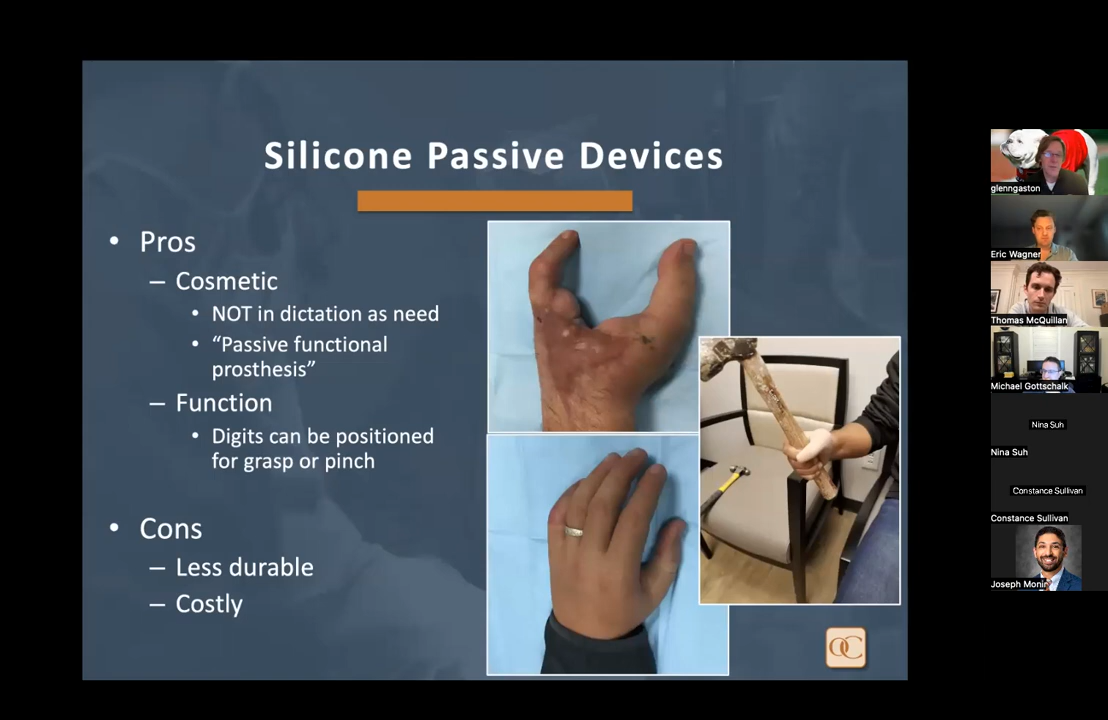 Silicone Passive Devices
• Pros
– Cosmetic
• NOT in dictation as need
• “Passive functional
prosthesis”
– Function
• Digits can be positioned
for grasp or pinch
• Cons
– Less durable
– Costly
OC
glenngaston
Eric Wagner
Thomas McQuillan
Michael Gottschalk
Nina Suh
Nina Suh
Constance Sullivan
Constance Sullivan
Joseph Monir